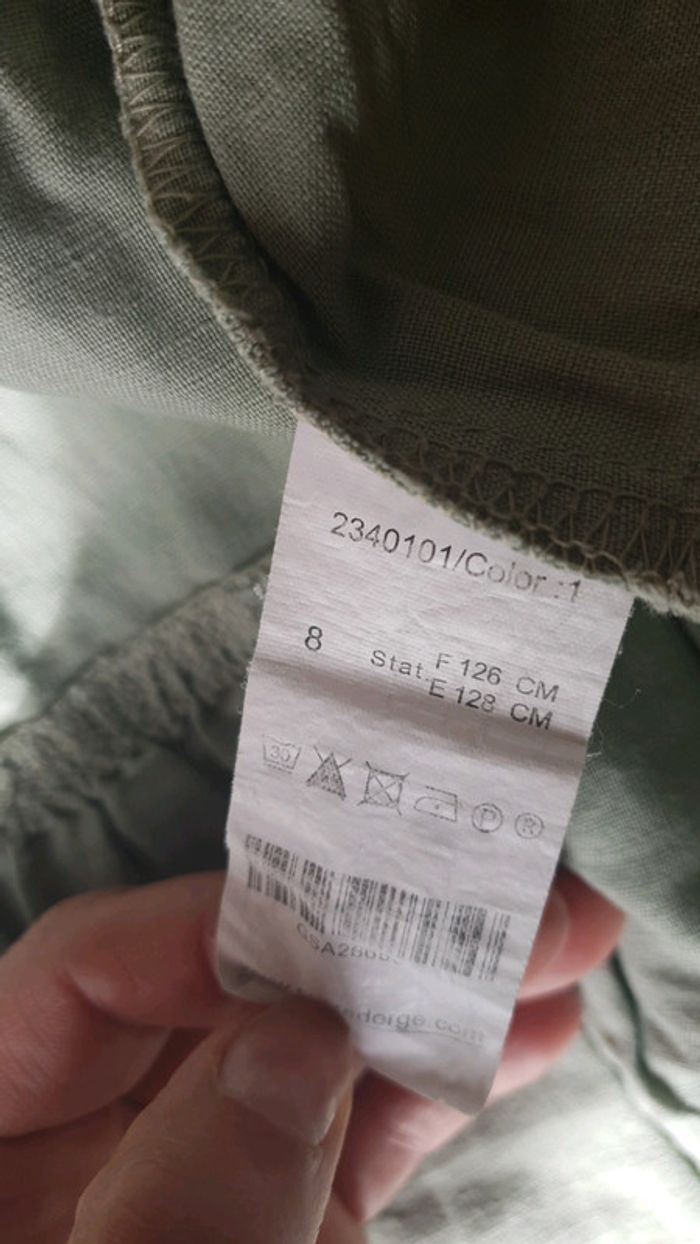 2340101/Color :1
8 Stat. F 126 CM
E 128 CM
30
P
R